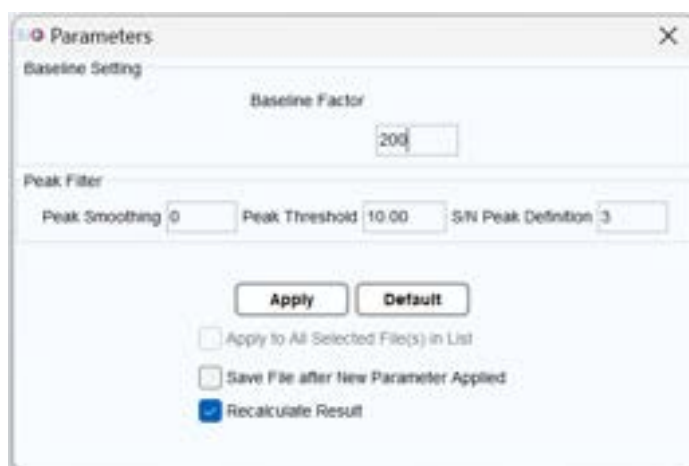 Parameters
Baseline Setting
Baseline Factor
200
Peak Filter
Peak Smoothing 0 Peak Threshold 10.00 S/N Peak Definition 3
Apply Default
Apply to All Selected File(s) in List
Save File after New Parameter Applied
Recalculate Result